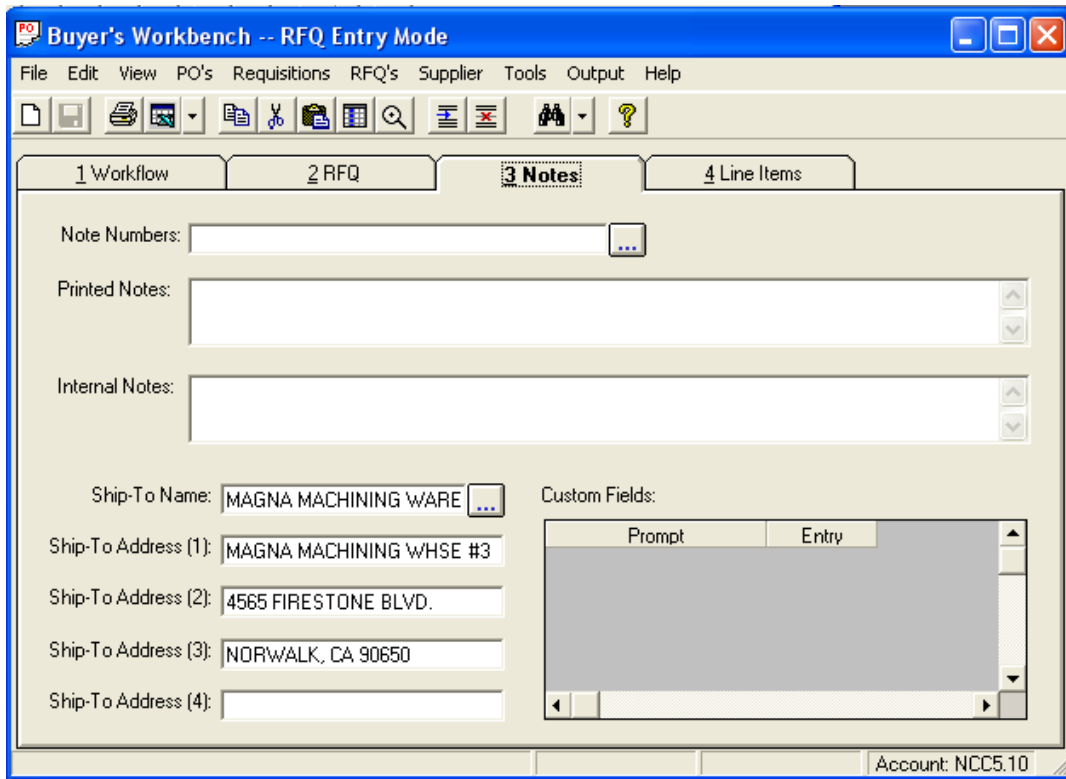 Buyer's Workbench -- RFQ Entry Mode
File Edit View PO's Requisitions RFQ's Supplier Tools Output Help
1 Workflow 2 RFQ 3 Notes 4 Line Items
Note Numbers: ...
Printed Notes:
Internal Notes:
Ship-To Name: MAGNA MACHINING WARE ... Custom Fields:
Prompt Entry
Ship-To Address (1): MAGNA MACHINING WHSE #3
Ship-To Address (2): 4565 FIRESTONE BLVD.
Ship-To Address (3): NORWALK, CA 90650
Ship-To Address (4):
Account: NCC5.10